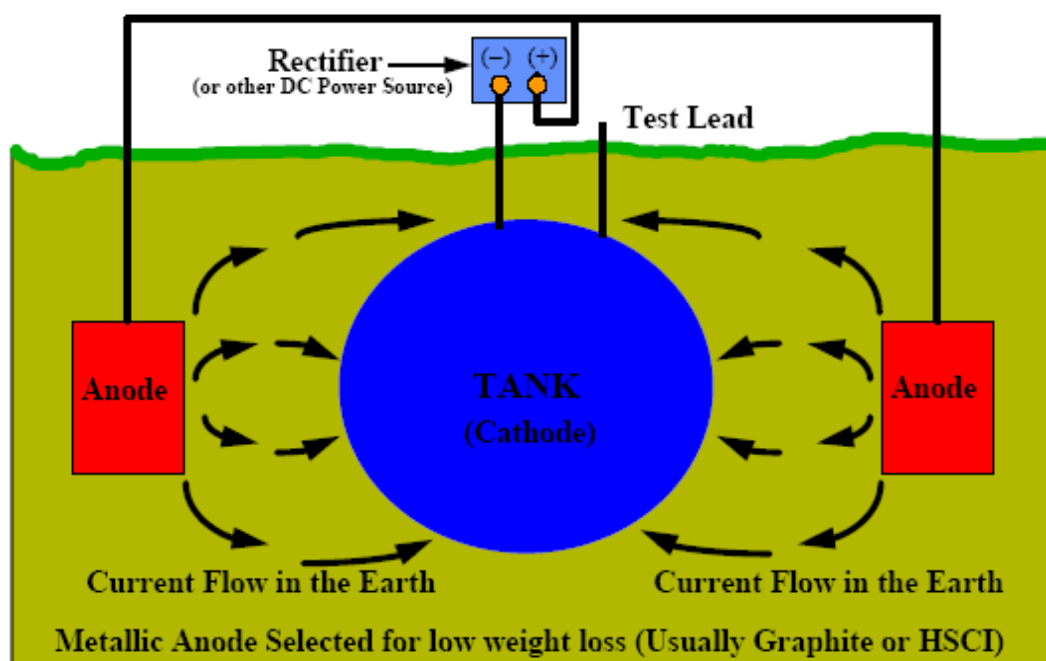 Rectifier
(or other DC Power Source)
(–) (+)
Test Lead
Anode
TANK
(Cathode)
Anode
Current Flow in the Earth
Current Flow in the Earth
Metallic Anode Selected for low weight loss (Usually Graphite or HSCI)